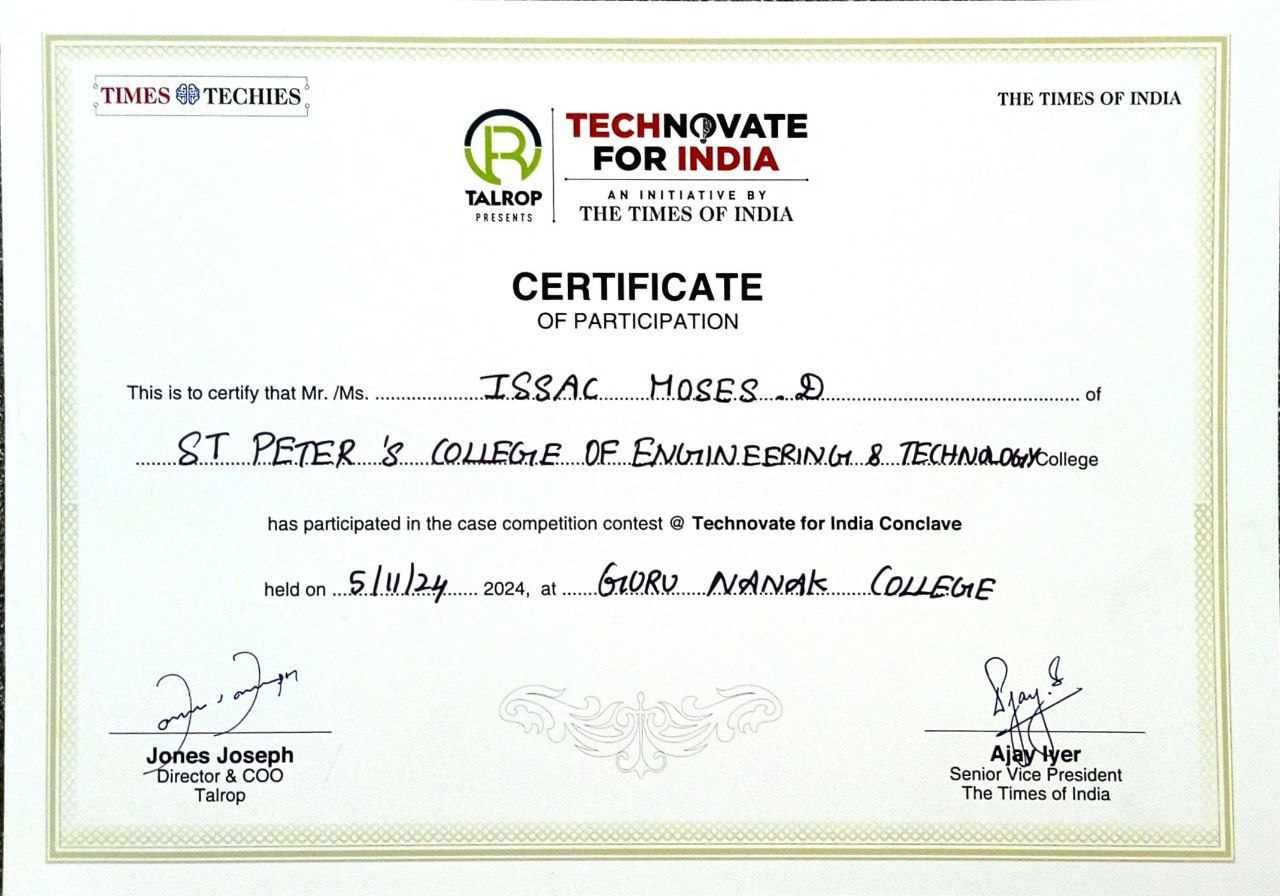 TIMES TECHIES
THE TIMES OF INDIA
TALROP
PRESENTS
TECHNOVATE
FOR INDIA
AN INITIATIVE BY
THE TIMES OF INDIA
CERTIFICATE
OF PARTICIPATION
This is to certify that Mr. /Ms. ISSAC MOSES . D of
ST PETER 'S COLLEGE OF ENGINEERING & TECHNOLOGY College
has participated in the case competition contest @ Technovate for India Conclave
held on 5/11/24 2024, at GURU NANAK COLLEGE
Jones Joseph
Director & COO
Talrop
Ajay. S
Ajay Iyer
Senior Vice President
The Times of India